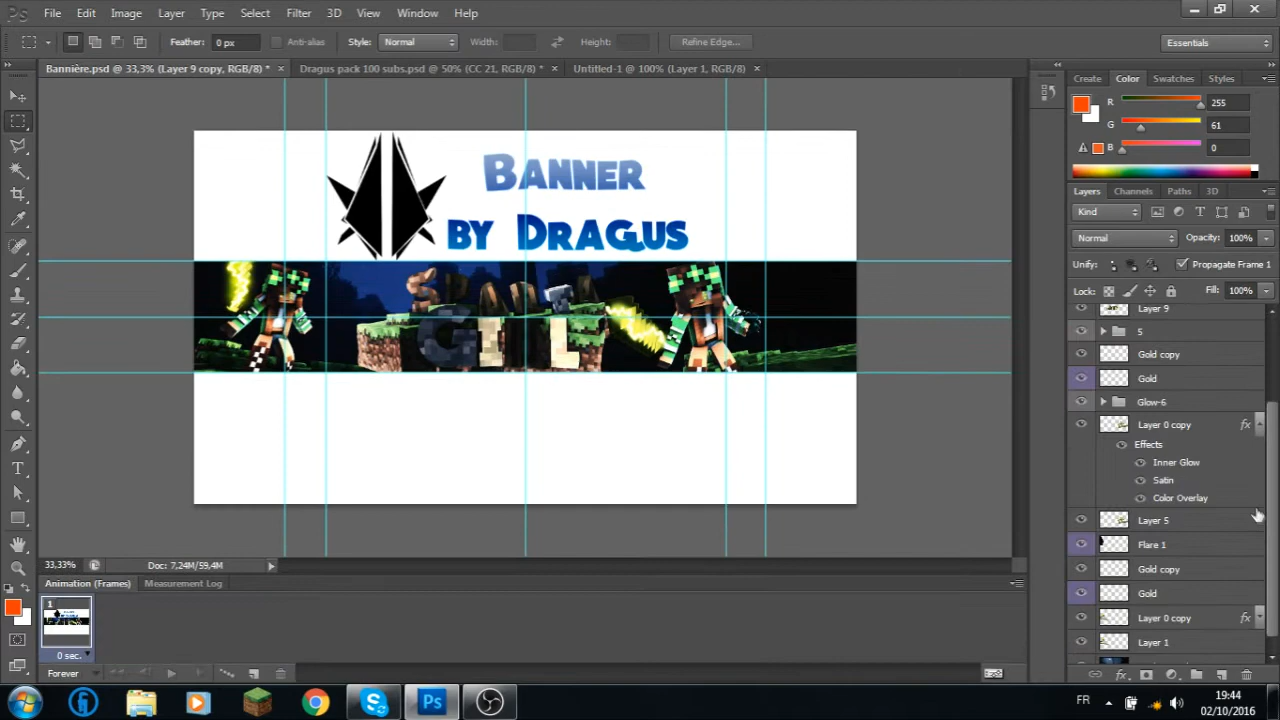 Ps File Edit Image Layer Type Select Filter 3D View Window Help
Feather: 0 px Anti-alias Style: Normal Width: Height: Refine Edge... Essentials
Bannière.psd @ 33,3% (Layer 9 copy, RGB/8) * × Dragus pack 100 subs.psd @ 50% (CC 21, RGB/8) * × Untitled-1 @ 100% (Layer 1, RGB/8) ×
Create Color Swatches Styles
R 255
G 61
B 0
Layers Channels Paths 3D
Kind
Normal Opacity: 100%
Unify: Propagate Frame 1
Lock: Fill: 100%
Layer 9
5
Gold copy
Gold
Glow-6
Layer 0 copy fx
Effects
Inner Glow
Satin
Color Overlay
Layer 5
Flare 1
Gold copy
Gold
Layer 0 copy fx
Layer 1
Banner
by Dragus
GIL
33,33% Doc: 7,24M/59,4M
Animation (Frames) Measurement Log
1
0 sec.
Forever
FR 19:44
02/10/2016